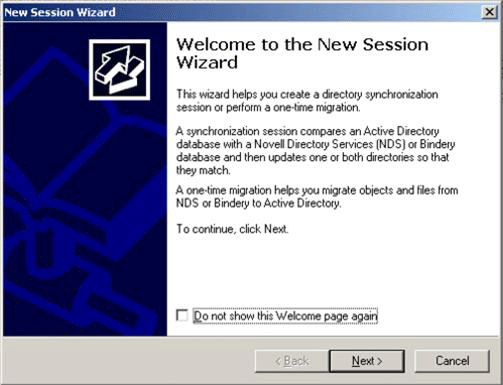 New Session Wizard
Welcome to the New Session
Wizard
This wizard helps you create a directory synchronization
session or perform a one-time migration.
A synchronization session compares an Active Directory
database with a Novell Directory Services (NDS) or Bindery
database and then updates one or both directories so that
they match.
A one-time migration helps you migrate objects and files from
NDS or Bindery to Active Directory.
To continue, click Next.
Do not show this Welcome page again
< Back Next > Cancel